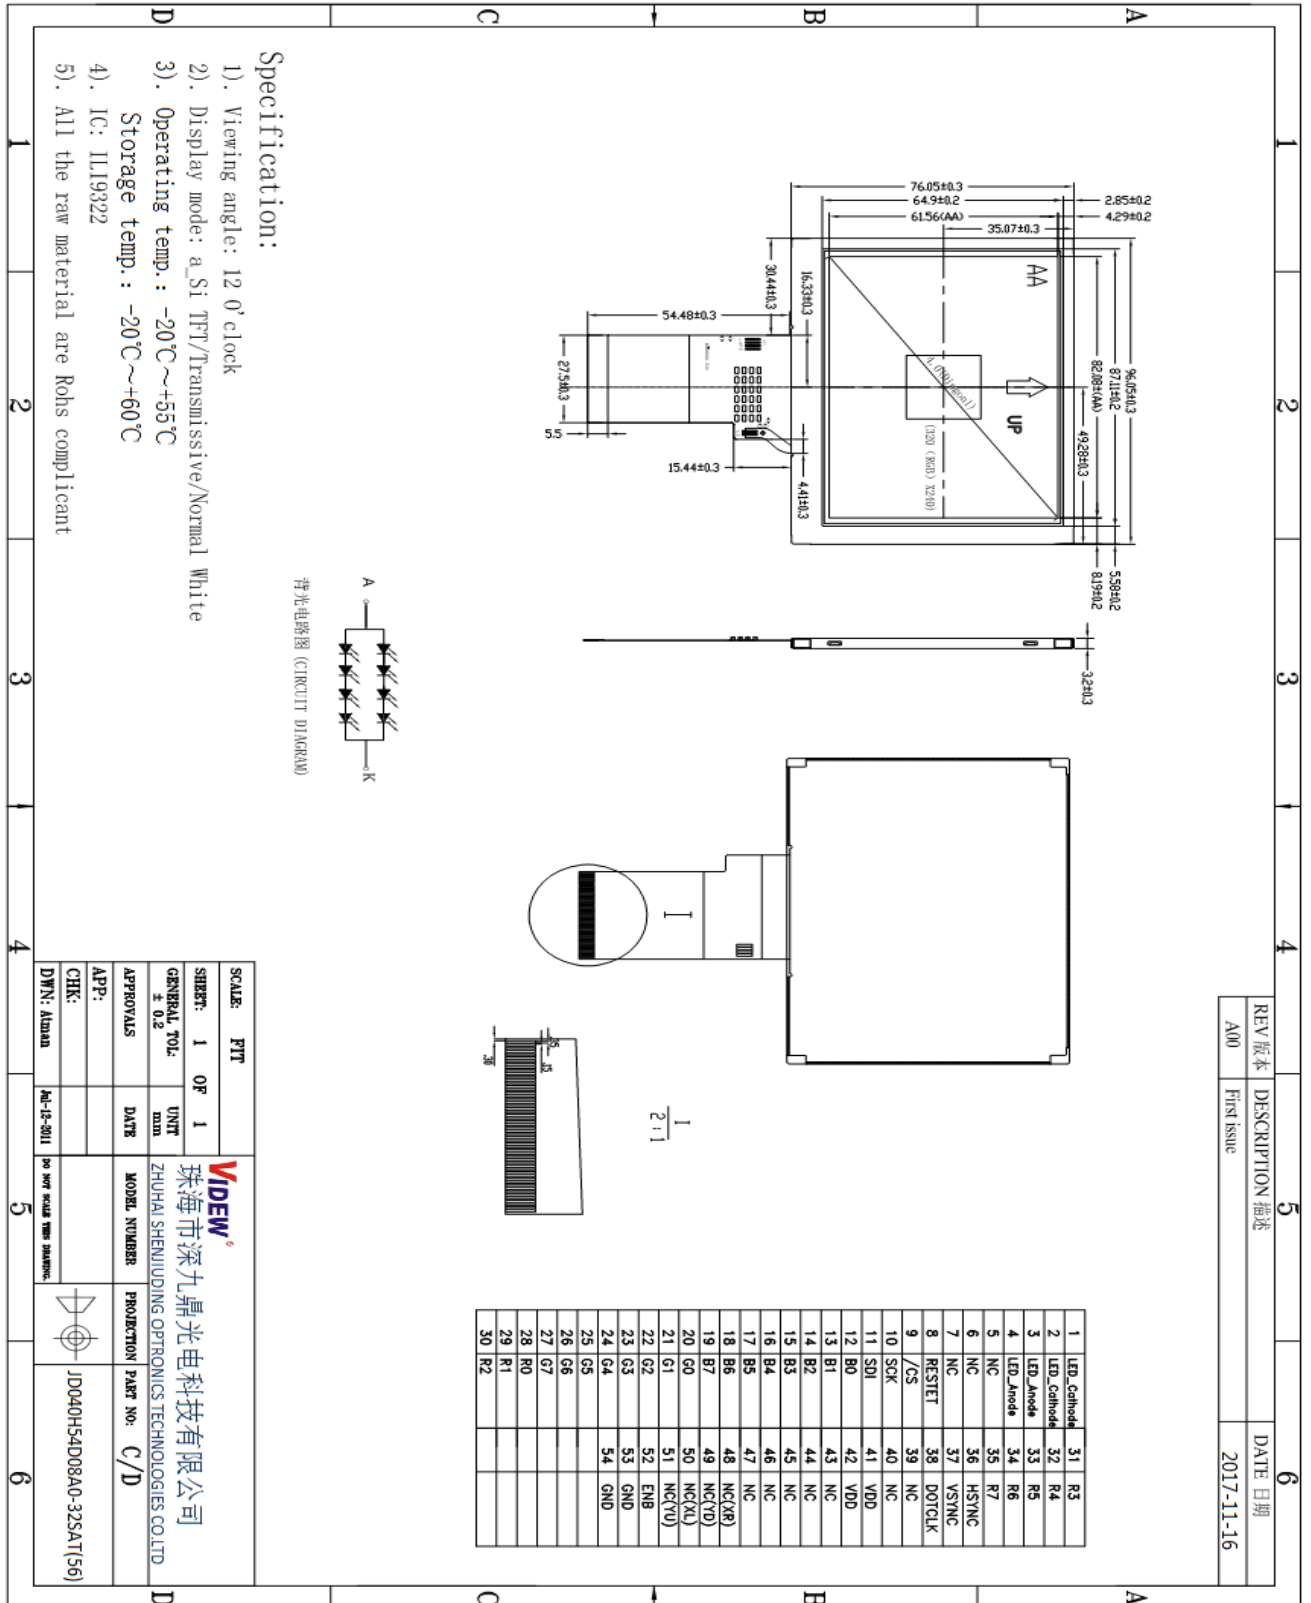 1
2
3
4
5
6
A
B
C
D
REV 版本
DESCRIPTION 描述
DATE 日期
A00
First issue
2017-11-16
96.05±0.3
87.11±0.2
82.08±(AA)
49.28±0.3
5.58±0.2
8.19±0.2
2.85±0.2
4.29±0.2
76.05±0.3
64.9±0.2
61.56(AA)
35.07±0.3
AA
UP
(320 (RGB) X240)
16.33±0.3
30.44±0.3
54.48±0.3
27.5±0.3
5.5
15.44±0.3
4.41±0.3
3.2±0.3
I
I
2:1
.15
.30
1 LED_Cathode 31 R3
2 LED_Cathode 32 R4
3 LED_Anode 33 R5
4 LED_Anode 34 R6
5 NC 35 R7
6 NC 36 HSYNC
7 NC 37 VSYNC
8 RESTET 38 DOTCLK
9 /CS 39 NC
10 SCK 40 NC
11 SDI 41 VDD
12 B0 42 VDD
13 B1 43 NC
14 B2 44 NC
15 B3 45 NC
16 B4 46 NC
17 B5 47 NC
18 B6 48 NC(XR)
19 B7 49 NC(YD)
20 G0 50 NC(XL)
21 G1 51 NC(YU)
22 G2 52 ENB
23 G3 53 GND
24 G4 54 GND
25 G5
26 G6
27 G7
28 R0
29 R1
30 R2
A
K
背光电路图 (CIRCUIT DIAGRAM)
Specification:
1). Viewing angle: 12 O'clock
2). Display mode: a_Si TFT/Transmissive/Normal White
3). Operating temp.: -20℃~+55℃
Storage temp.: -20℃~+60℃
4). IC: ILI9322
5). All the raw material are Rohs complicant
SCALE: FIT
SHEET: 1 OF 1
GENERAL TOL:
± 0.2
UNIT
mm
APPROVALS
DATE
APP:
CHK:
DWN: Atman
Jul-12-2011
VIDEW
珠海市深九鼎光电科技有限公司
ZHUHAI SHENJIUDING OPTRONICS TECHNOLOGIES CO.LTD
MODEL NUMBER
PROJECTION
PART NO: C/D
DO NOT SCALE THIS DRAWING.
JD040H54D08A0-32SAT(56)
1
2
3
4
5
6
A
B
C
D